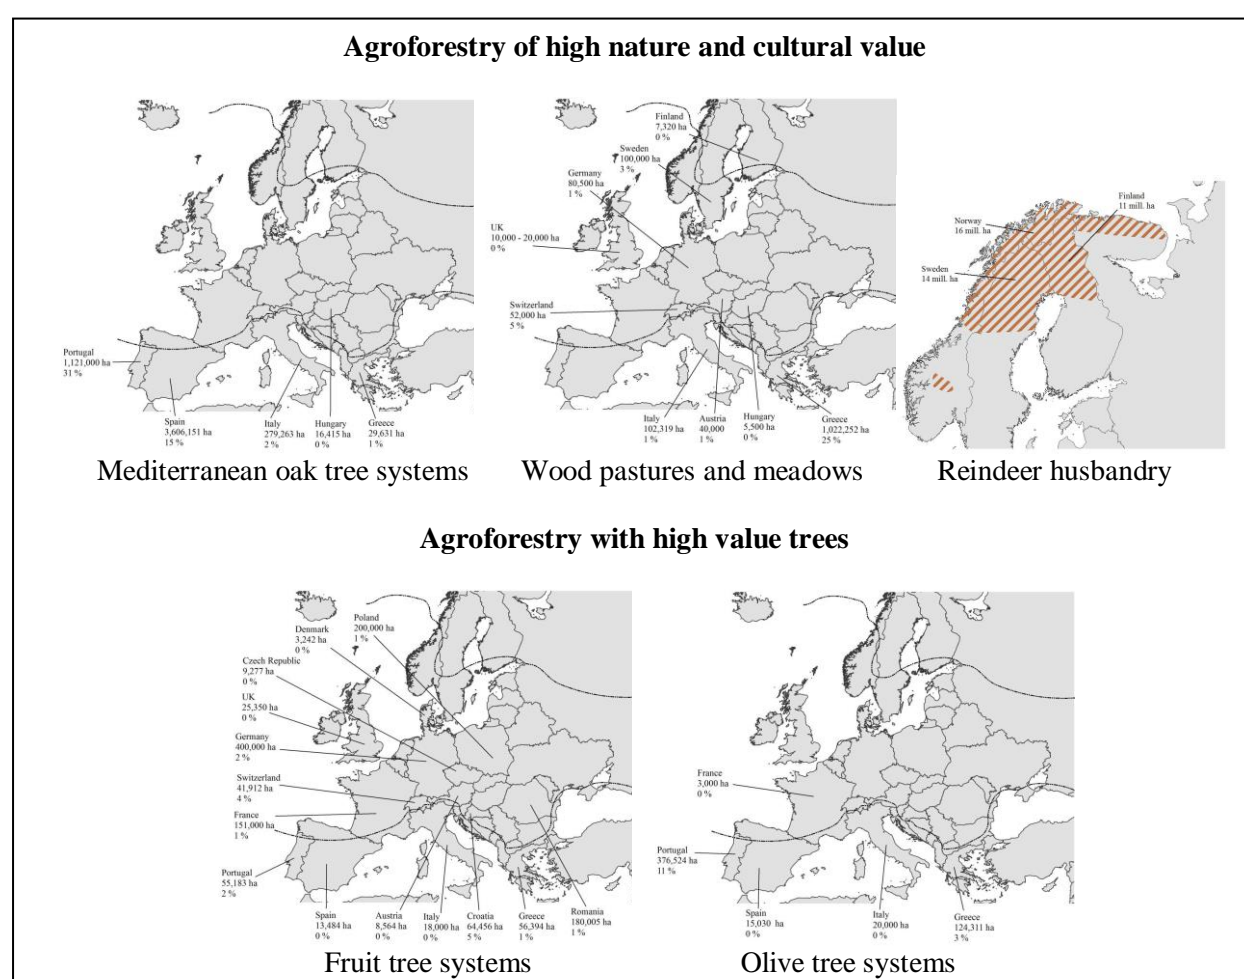 Agroforestry of high nature and cultural value
Portugal
1,121,000 ha
31 %
Spain
3,606,151 ha
15 %
Italy
279,263 ha
2 %
Hungary
16,415 ha
0 %
Greece
29,631 ha
1 %
Mediterranean oak tree systems
Finland
7,320 ha
0 %
Sweden
100,000 ha
3 %
Germany
80,500 ha
1 %
UK
10,000 - 20,000 ha
0 %
Switzerland
52,000 ha
5 %
Italy
102,319 ha
1 %
Austria
40,000
1 %
Hungary
5,500 ha
0 %
Greece
1,022,252 ha
25 %
Wood pastures and meadows
Finland
11 mill. ha
Norway
16 mill. ha
Sweden
14 mill. ha
Reindeer husbandry
Agroforestry with high value trees
Poland
200,000 ha
1 %
Denmark
3,242 ha
0 %
Czech Republic
9,277 ha
0 %
UK
25,350 ha
0 %
Germany
400,000 ha
2 %
Switzerland
41,912 ha
4 %
France
151,000 ha
1 %
Portugal
55,183 ha
2 %
Spain
13,484 ha
0 %
Austria
8,564 ha
0 %
Italy
18,000 ha
0 %
Croatia
64,456 ha
5 %
Greece
56,394 ha
1 %
Romania
180,005 ha
1 %
Fruit tree systems
France
3,000 ha
0 %
Portugal
376,524 ha
11 %
Spain
15,030 ha
0 %
Italy
20,000 ha
0 %
Greece
124,311 ha
3 %
Olive tree systems